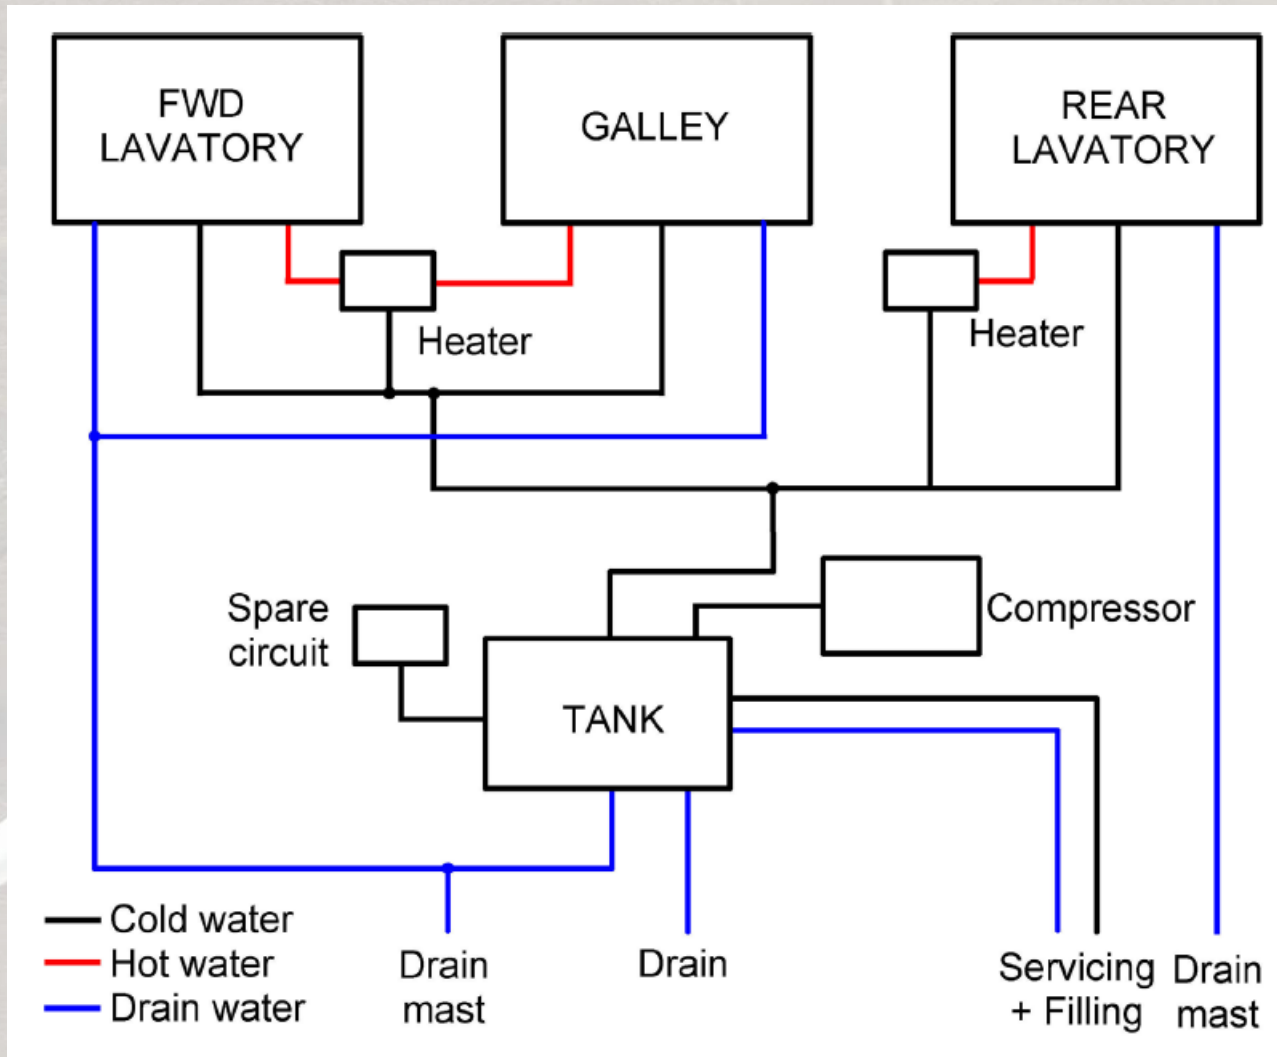 FWD
LAVATORY
GALLEY
REAR
LAVATORY
Heater
Heater
Spare
circuit
Compressor
TANK
Cold water
Hot water
Drain water
Drain
mast
Drain
Servicing
+ Filling
Drain
mast